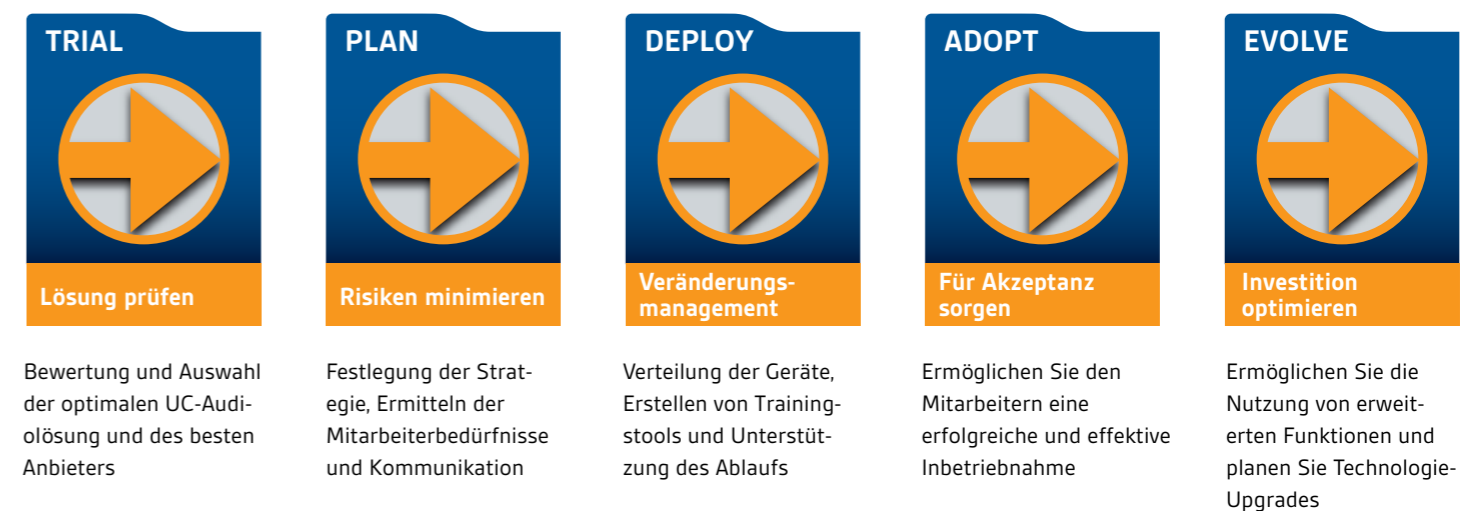 TRIAL
Lösung prüfen
Bewertung und Auswahl
der optimalen UC-Audi-
olösung und des besten
Anbieters
PLAN
Risiken minimieren
Festlegung der Strat-
egie, Ermitteln der
Mitarbeiterbedürfnisse
und Kommunikation
DEPLOY
Veränderungs-
management
Verteilung der Geräte,
Erstellen von Training-
stools und Unterstüt-
zung des Ablaufs
ADOPT
Für Akzeptanz
sorgen
Ermöglichen Sie den
Mitarbeitern eine
erfolgreiche und effektive
Inbetriebnahme
EVOLVE
Investition
optimieren
Ermöglichen Sie die
Nutzung von erweit-
erten Funktionen und
planen Sie Technologie-
Upgrades